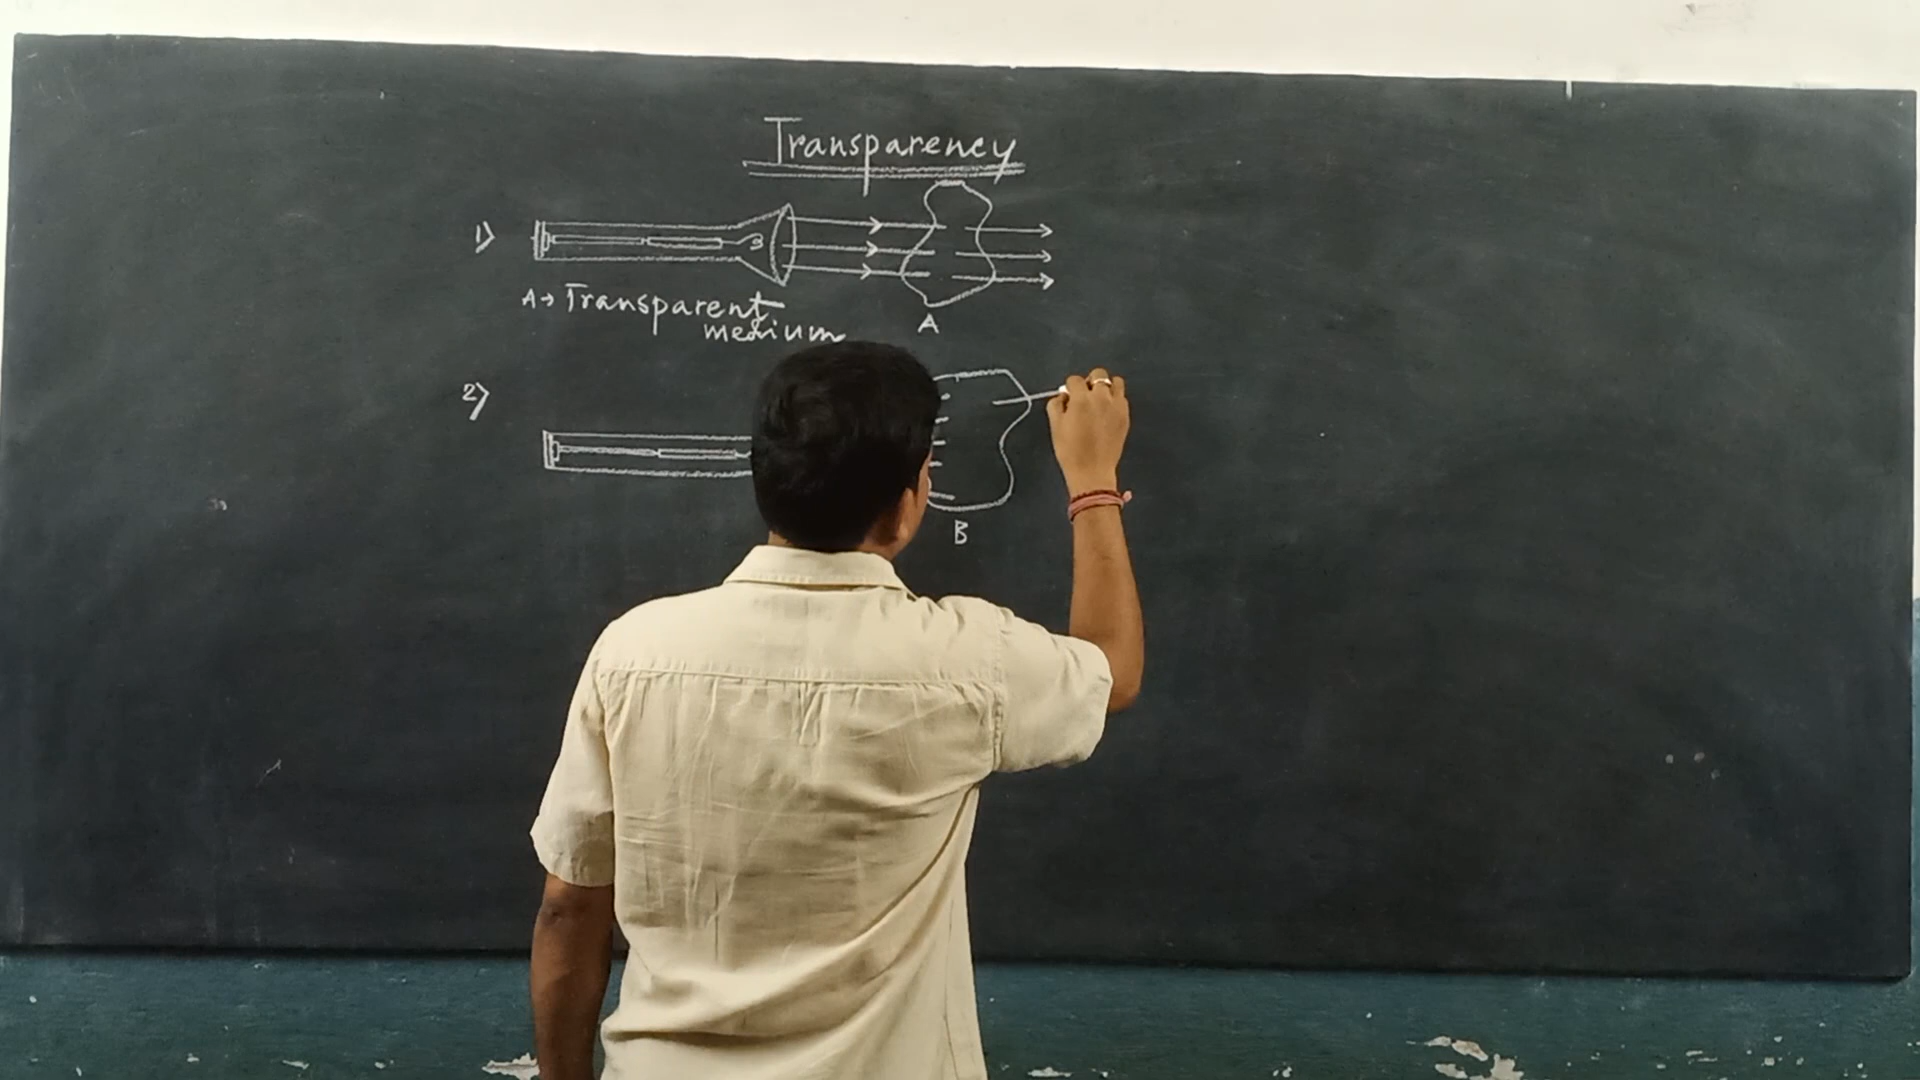 Transparency
1)
A → Transparent
medium
A
2)
B